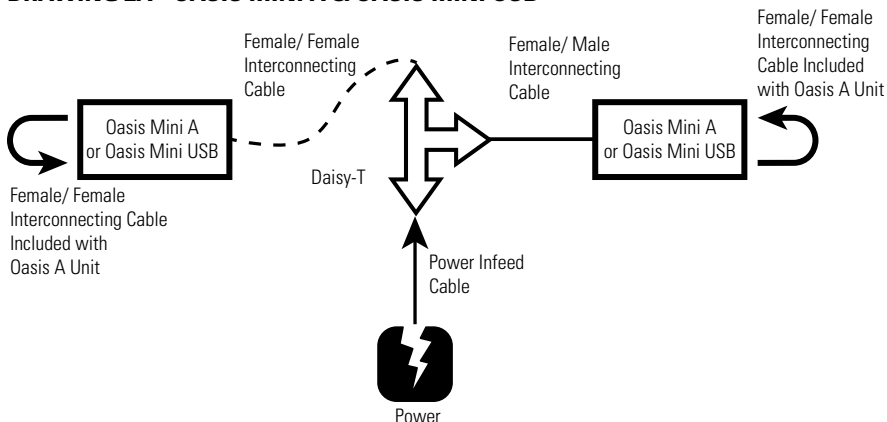 Female/ Female
Interconnecting
Cable
Female/ Male
Interconnecting
Cable
Female/ Female
Interconnecting
Cable Included
with Oasis A Unit
Oasis Mini A
or Oasis Mini USB
Oasis Mini A
or Oasis Mini USB
Daisy-T
Female/ Female
Interconnecting Cable
Included with
Oasis A Unit
Power Infeed
Cable
Power